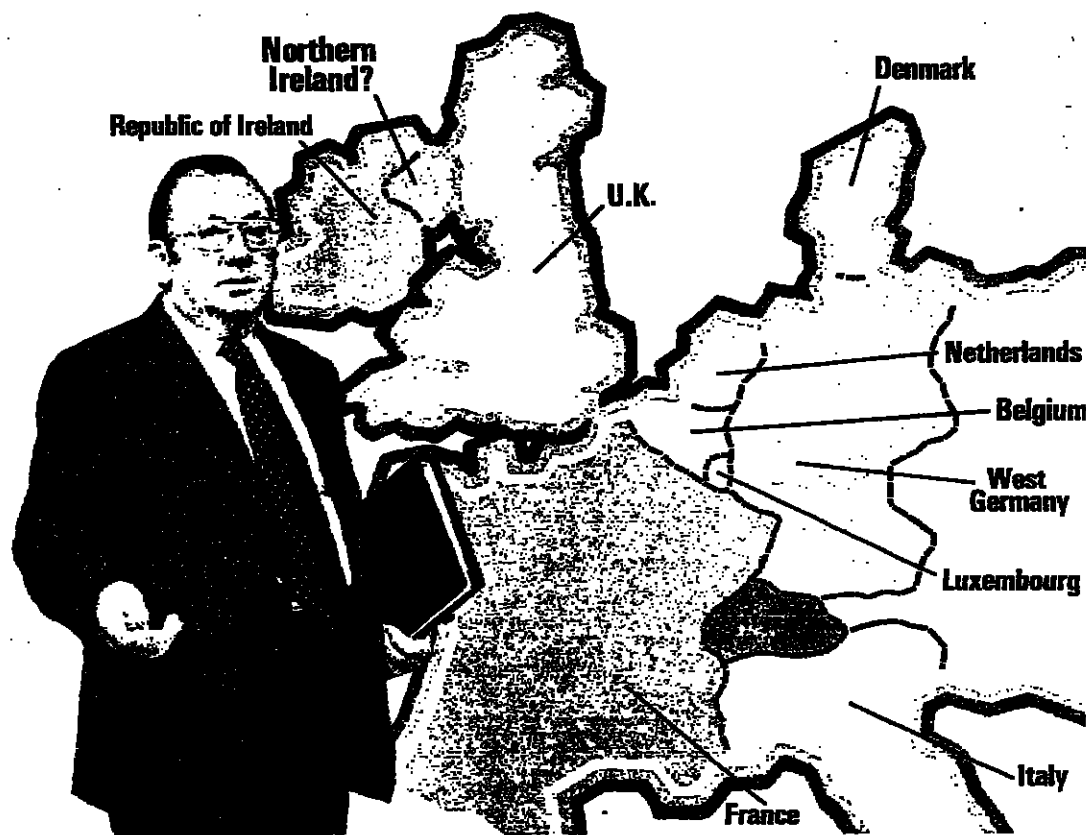 Northern
Ireland?
Republic of Ireland
Denmark
U.K.
Netherlands
Belgium
West
Germany
Luxembourg
Italy
France